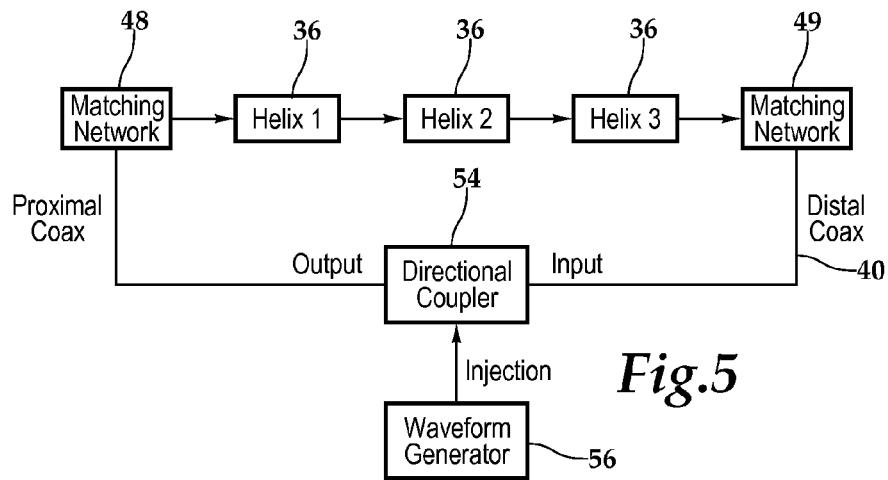 48
36
36
36
49
Matching
Network
Helix 1
Helix 2
Helix 3
Matching
Network
54
Proximal
Coax
Distal
Coax
Output
Directional
Coupler
Input
40
Injection
Fig.5
Waveform
Generator
56